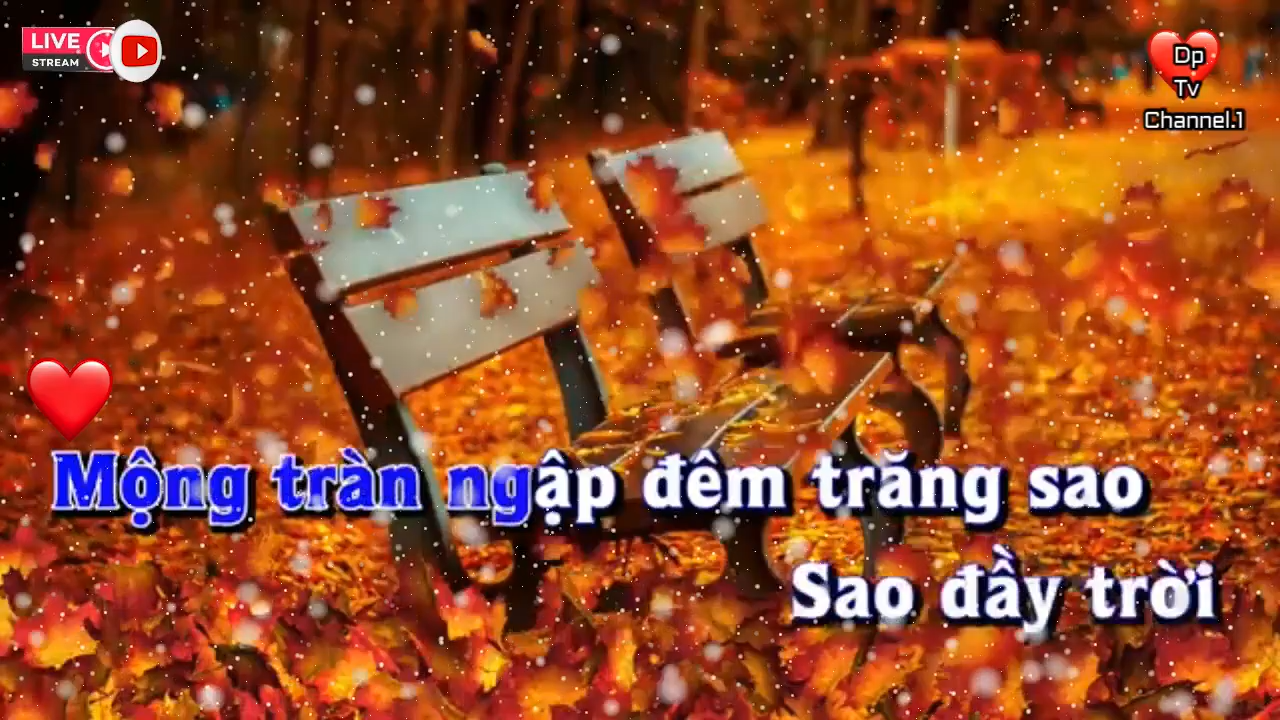 LIVE
STREAM
Dp
Tv
Channel.1
Mộng tràn ngập đêm trăng sao
Sao đầy trời